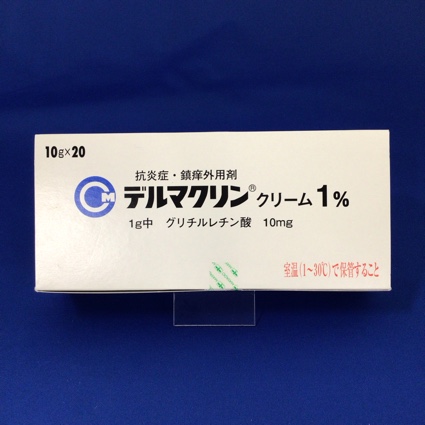 10g×20
抗炎症・鎮痒外用剤
CM デルマクリン® クリーム1%
1g中 グリチルレチン酸 10mg
室温(1~30℃)で保管すること